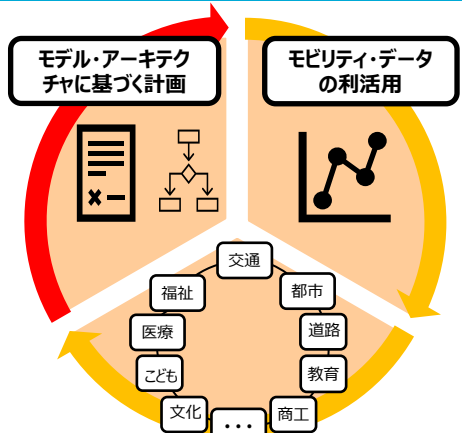 モデル・アーキテク
チャに基づく計画
モビリティ・データ
の利活用
交通
福祉
都市
医療
道路
こども
教育
文化
商工
・・・